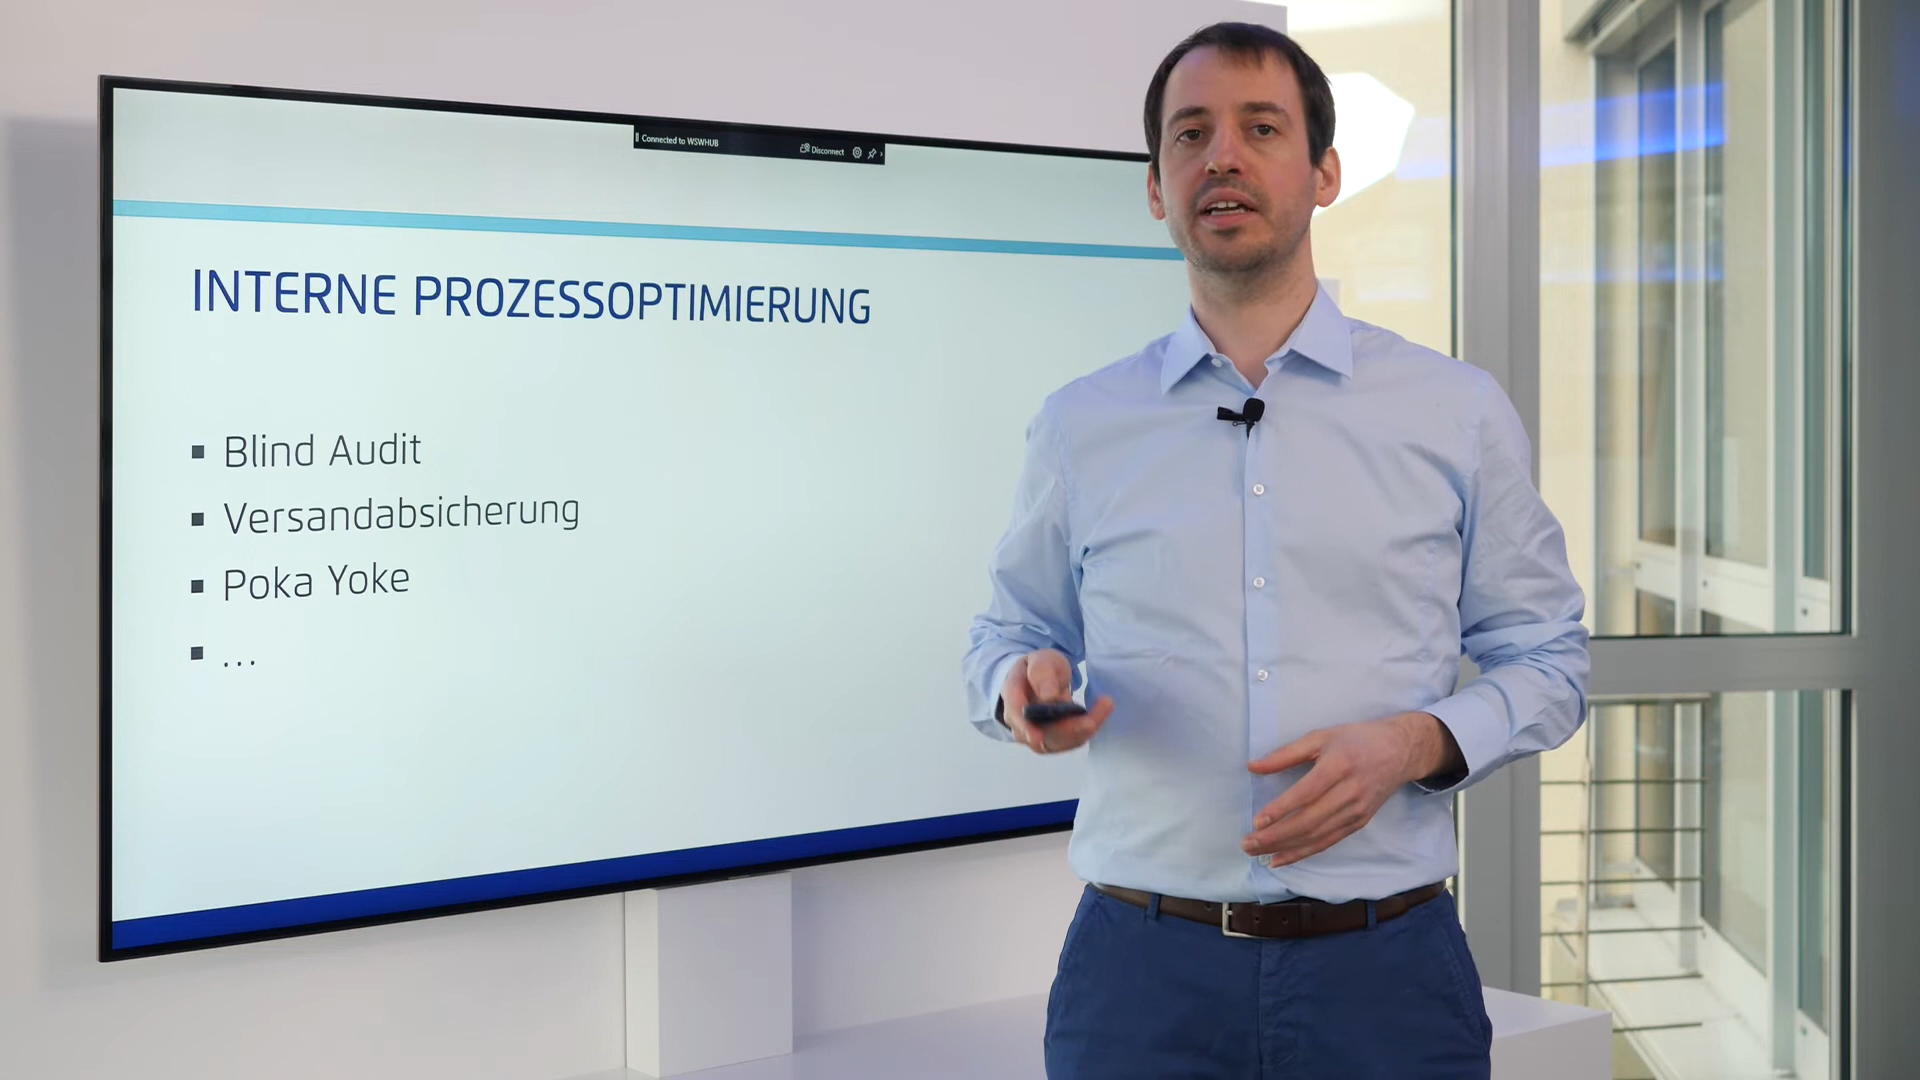 Connected to WSWHUB
Disconnect
INTERNE PROZESSOPTIMIERUNG
Blind Audit
Versandabsicherung
Poka Yoke
...